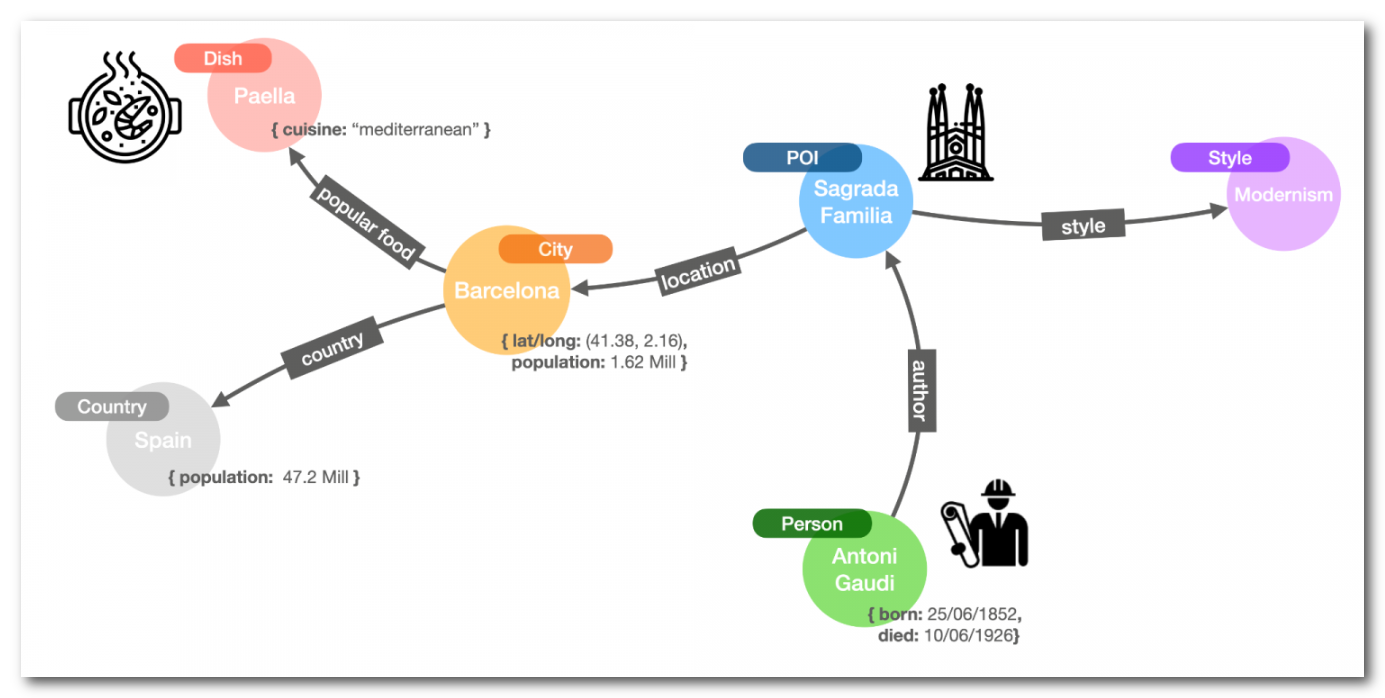 Dish
Paella
{ cuisine: “mediterranean” }
popular food
POI
Sagrada
Familia
Style
Modernism
style
City
Barcelona
location
{ lat/long: (41.38, 2.16),
population: 1.62 Mill }
country
Country
Spain
{ population: 47.2 Mill }
author
Person
Antoni
Gaudi
{ born: 25/06/1852,
died: 10/06/1926}